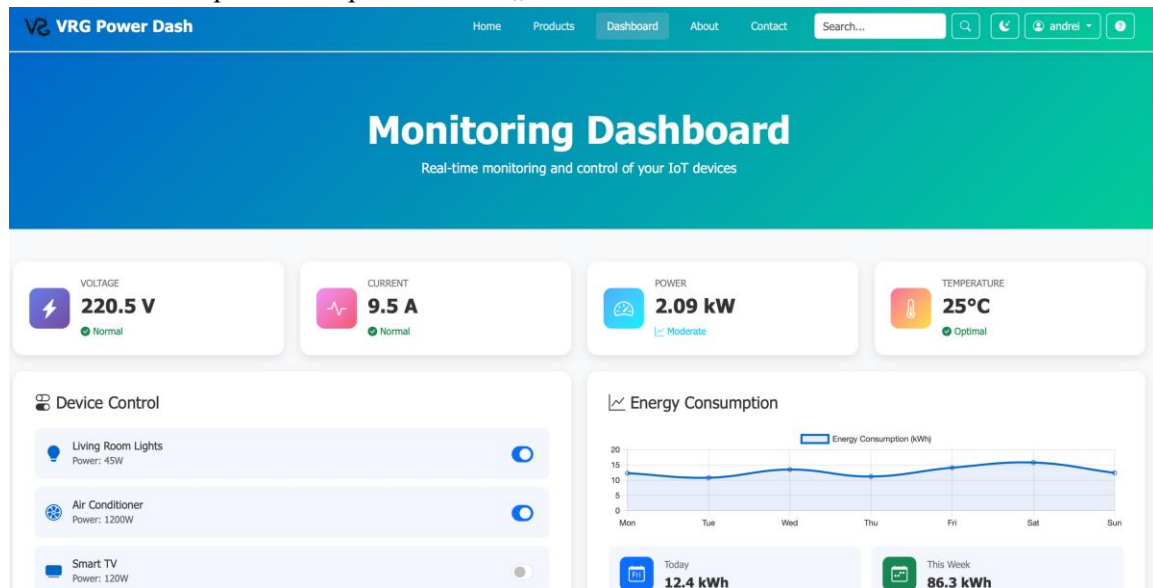 VRG Power Dash
Home Products Dashboard About Contact Search... andrei
Monitoring Dashboard
Real-time monitoring and control of your IoT devices
VOLTAGE
220.5 V
Normal
CURRENT
9.5 A
Normal
POWER
2.09 kW
Moderate
TEMPERATURE
25°C
Optimal
Device Control
Living Room Lights
Power: 45W
Air Conditioner
Power: 1200W
Smart TV
Power: 120W
Energy Consumption
Energy Consumption (kWh)
20
15
10
5
0
Mon Tue Wed Thu Fri Sat Sun
Fri
Today
12.4 kWh
This Week
86.3 kWh